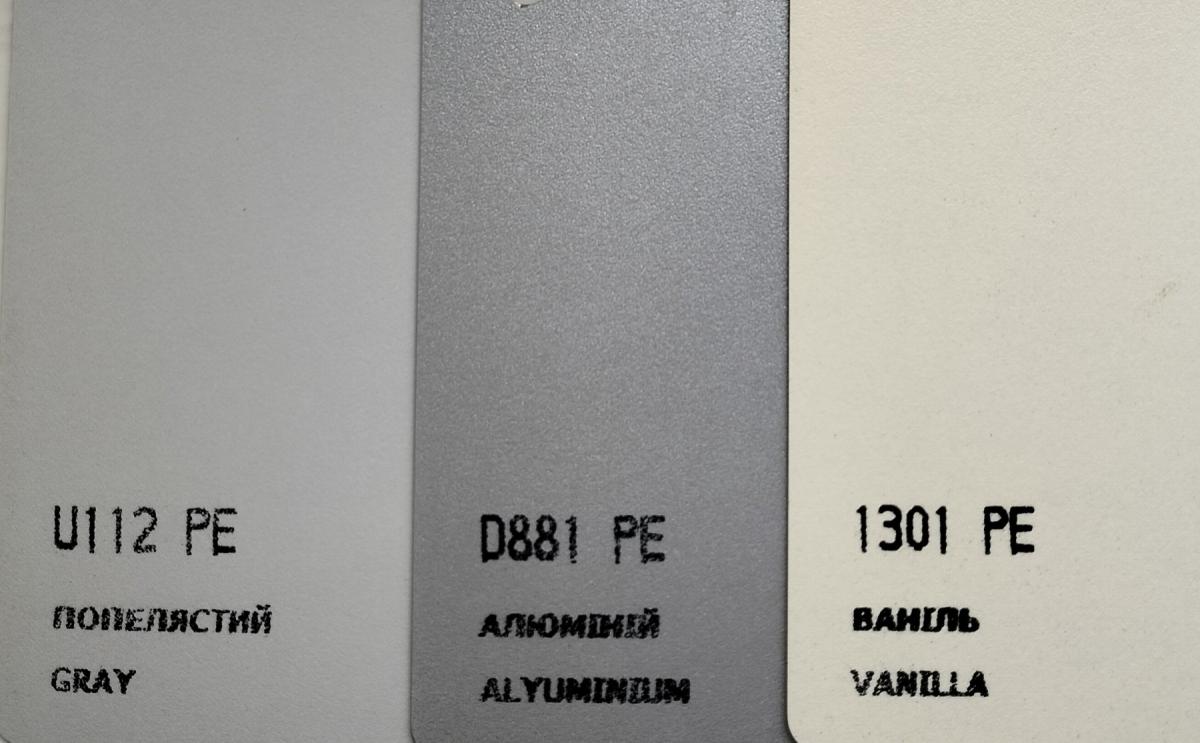 U112 PE
ПОПЕЛЯСТИЙ
GRAY
D881 PE
АЛЮМІНІЙ
ALYUMINIUM
1301 PE
ВАНІЛЬ
VANILLA